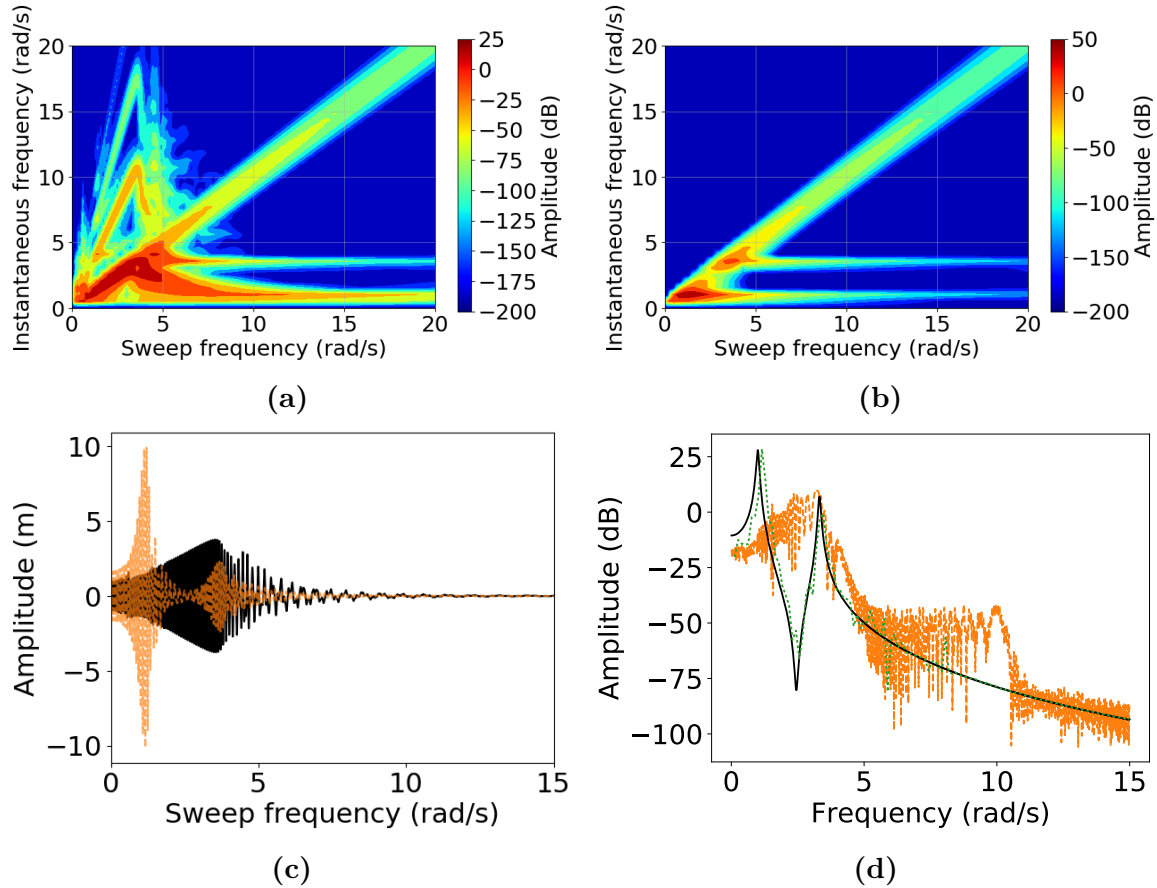 Instantaneous frequency (rad/s)
20
15
10
5
0
0 5 10 15 20
Sweep frequency (rad/s)
25
0
−25
−50
−75
−100
−125
−150
−175
−200
Amplitude (dB)
(a)
Instantaneous frequency (rad/s)
20
15
10
5
0
0 5 10 15 20
Sweep frequency (rad/s)
50
0
−50
−100
−150
−200
Amplitude (dB)
(b)
Amplitude (m)
10
5
0
−5
−10
0 5 10 15
Sweep frequency (rad/s)
(c)
Amplitude (dB)
25
0
−25
−50
−75
−100
0 5 10 15
Frequency (rad/s)
(d)